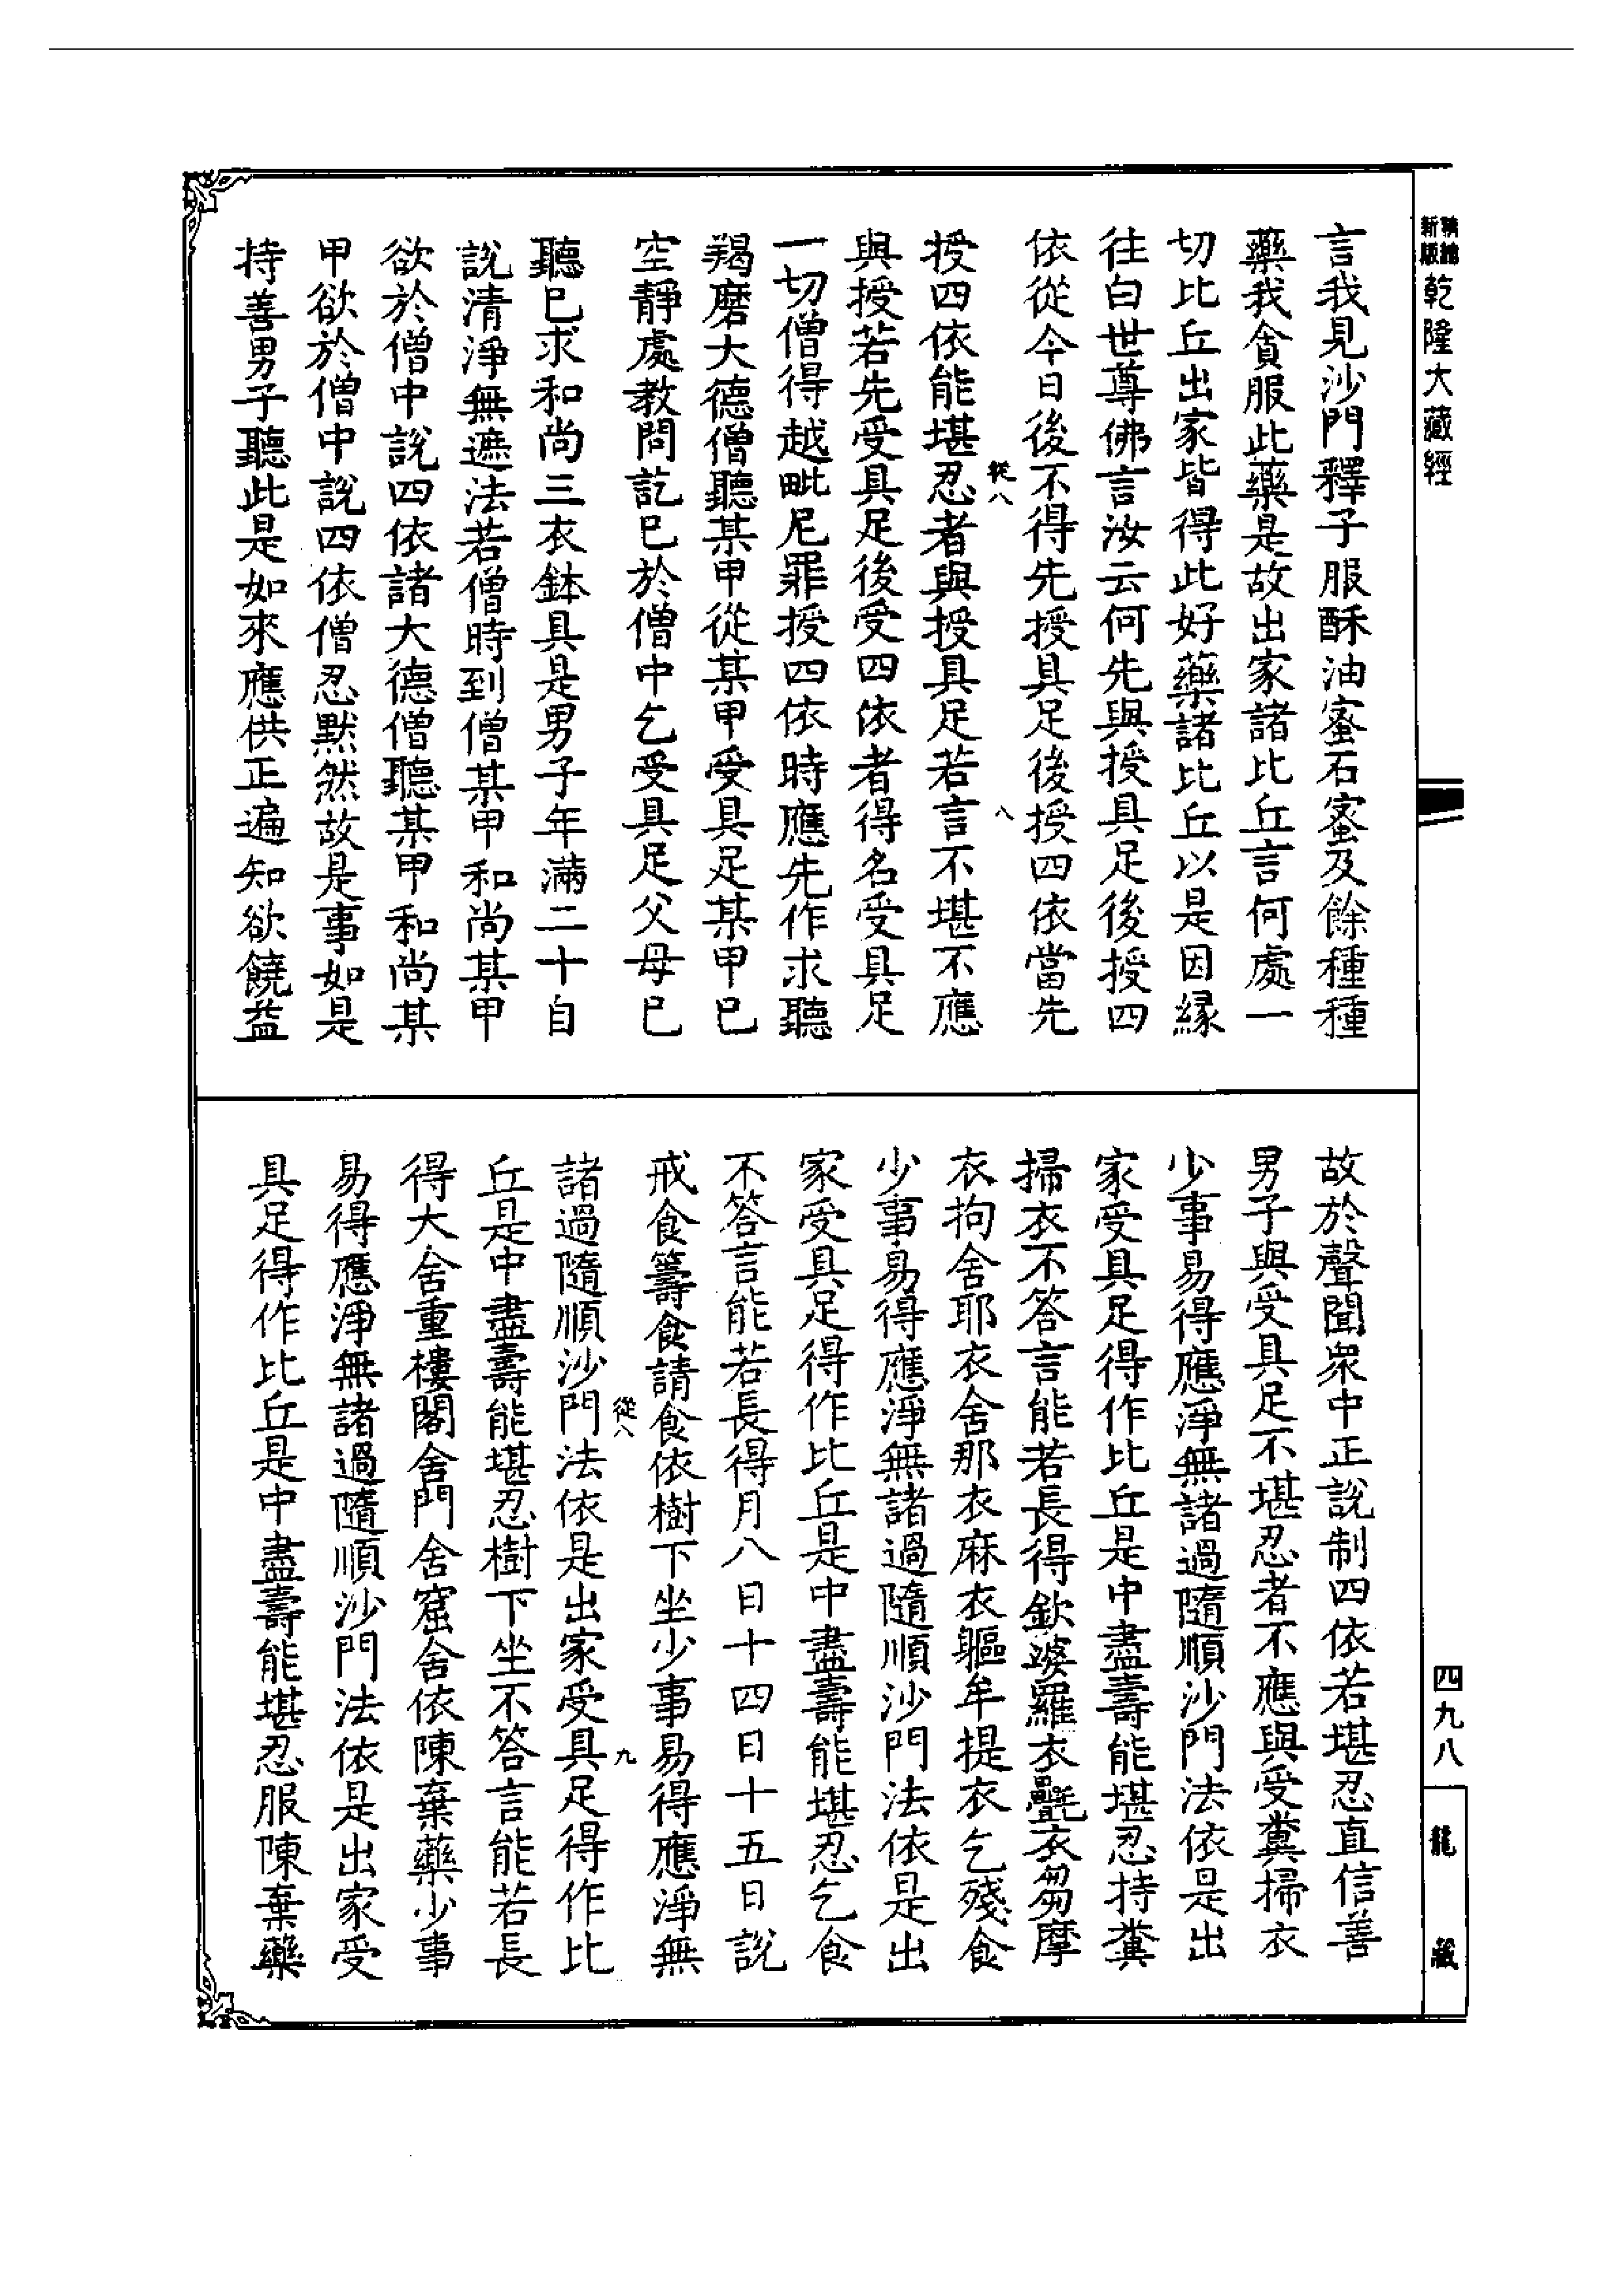 新版
精縮
乾隆大藏經
四九八
龍藏
言我見沙門釋子服酥油蜜石蜜及餘種種
藥我貪服此藥是故出家諸比丘言何處一
切比丘出家皆得此好藥諸比丘以是因緣
往白世尊佛言汝云何先與授具足後授四
依從今日後不得先授具足後授四依當先
從八
八
授四依能堪忍者與授具足若言不堪不應
與授若先受具足後受四依者得名受具足
一切僧得越毗尼罪授四依時應先作求聽
羯磨大德僧聽某甲從某甲受具足某甲已
空靜處教問訖已於僧中乞受具足父母已
聽已求和尚三衣鉢具是男子年滿二十自
說清淨無遮法若僧時到僧某甲和尚某甲
欲於僧中說四依諸大德僧聽某甲和尚某
甲欲於僧中說四依僧忍默然故是事如是
持善男子聽此是如來應供正遍知欲饒益
故於聲聞眾中正說制四依若堪忍直信善
男子與受具足不堪忍者不應與受糞掃衣
少事易得應淨無諸過隨順沙門法依是出
家受具足得作比丘是中盡壽能堪忍持糞
掃衣不答言能若長得欽婆羅衣㲲衣芻摩
衣拘舍耶衣舍那衣麻衣軀牟提衣乞殘食
少事易得應淨無諸過隨順沙門法依是出
家受具足得作比丘是中盡壽能堪忍乞食
不答言能若長得月八日十四日十五日說
戒食籌食請食依樹下坐少事易得應淨無
從八
九
諸過隨順沙門法依是出家受具足得作比
丘是中盡壽能堪忍樹下坐不答言能若長
得大舍重樓閣舍門舍窟舍依陳棄藥少事
易得應淨無諸過隨順沙門法依是出家受
具足得作比丘是中盡壽能堪忍服陳棄藥